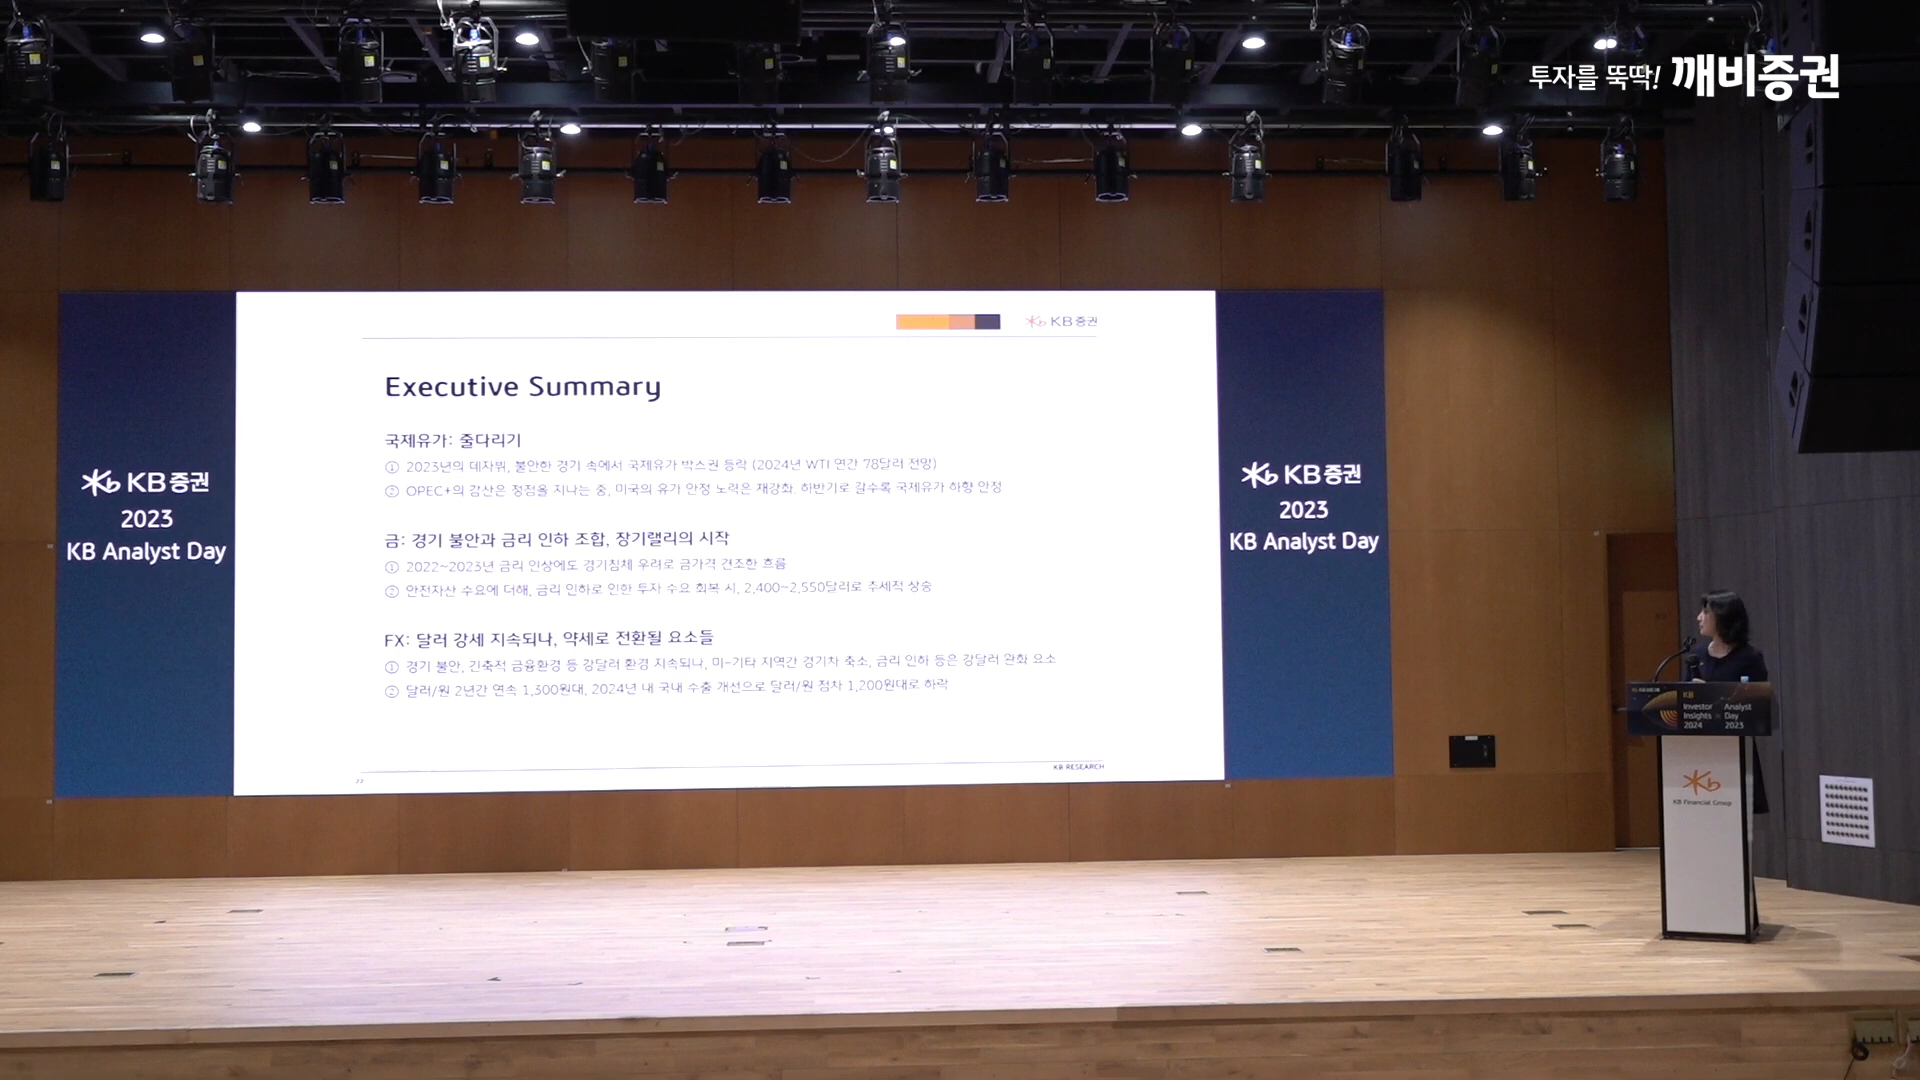 투자를 뚝딱! 깨비증권
KB증권
Executive Summary
국제유가: 줄다리기
① 2023년의 데자뷔, 불안한 경기 속에서 국제유가 박스권 등락 (2024년 WTI 연간 78달러 전망)
② OPEC+의 감산은 정점을 지나는 중, 미국의 유가 안정 노력은 재강화. 하반기로 갈수록 국제유가 하향 안정
금: 경기 불안과 금리 인하 조합, 장기랠리의 시작
① 2022~2023년 금리 인상에도 경기침체 우려로 금가격 견조한 흐름
② 안전자산 수요에 더해, 금리 인하로 인한 투자 수요 회복 시, 2,400~2,550달러로 추세적 상승
FX: 달러 강세 지속되나, 약세로 전환될 요소들
① 경기 불안, 긴축적 금융환경 등 강달러 환경 지속되나, 미-기타 지역간 경기차 축소, 금리 인하 등은 강달러 완화 요소
② 달러/원 2년간 연속 1,300원대, 2024년 내 국내 수출 개선으로 달러/원 점차 1,200원대로 하락
KB RESEARCH
KB증권
2023
KB Analyst Day
KB증권
2023
KB Analyst Day
KB
Investor Insights 2024
Analyst Day 2023
KB Financial Group